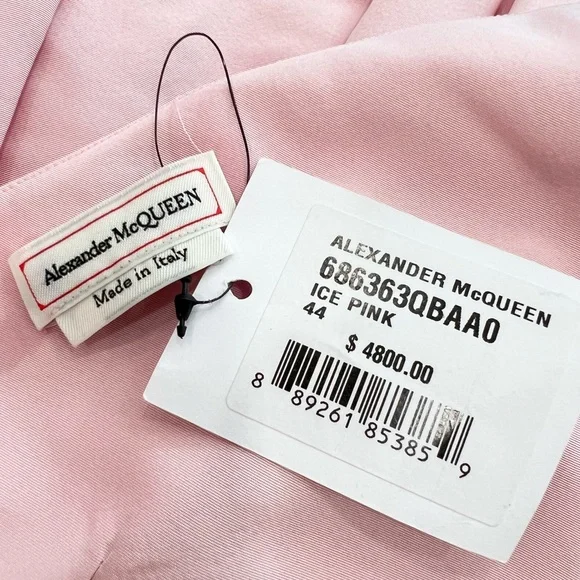 Alexander McQUEEN
Made in Italy
ALEXANDER McQUEEN
686363QBAA0
ICE PINK
44
$ 4800.00
8 89261 85385 9